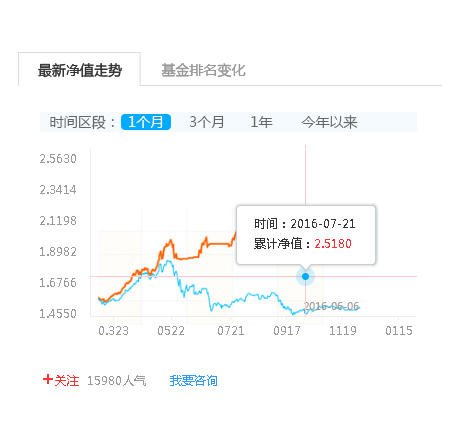 最新净值走势 基金排名变化
时间区段： 1个月 3个月 1年 今年以来
2.5630
2.3414
2.1198
1.8982
1.6766
1.4550
时间：2016-07-21
累计净值：2.5180
2016-06-06
0.323 0522 0721 0917 1119 0115
+关注 15980人气 我要咨询